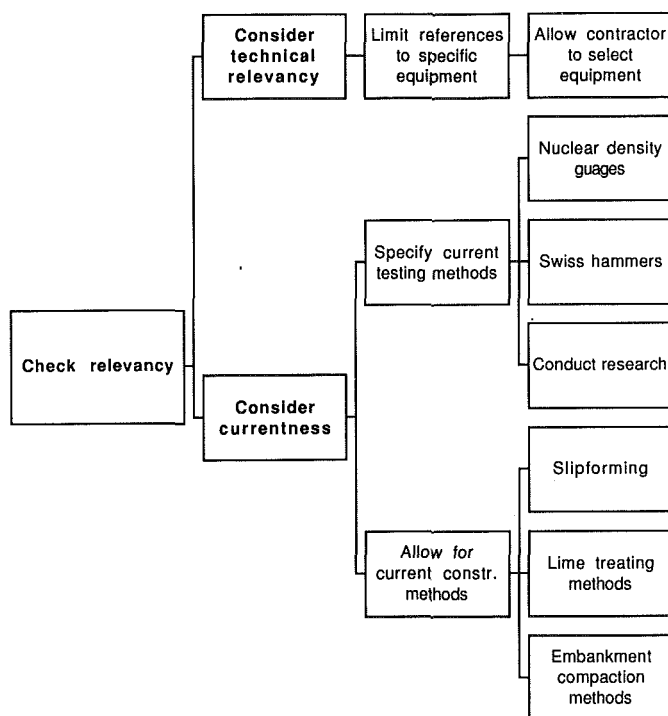 Consider
technical
relevancy
Limit references
to specific
equipment
Allow contractor
to select
equipment
Nuclear density
guages
Specify current
testing methods
Swiss hammers
Check relevancy
Conduct research
Consider
currentness
Slipforming
Allow for
current constr.
methods
Lime treating
methods
Embankment
compaction
methods